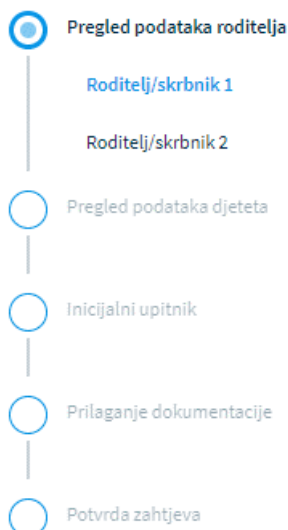 Pregled podataka roditelja
Roditelj/skrbnik 1
Roditelj/skrbnik 2
Pregled podataka djeteta
Inicijalni upitnik
Prilaganje dokumentacije
Potvrda zahtjeva